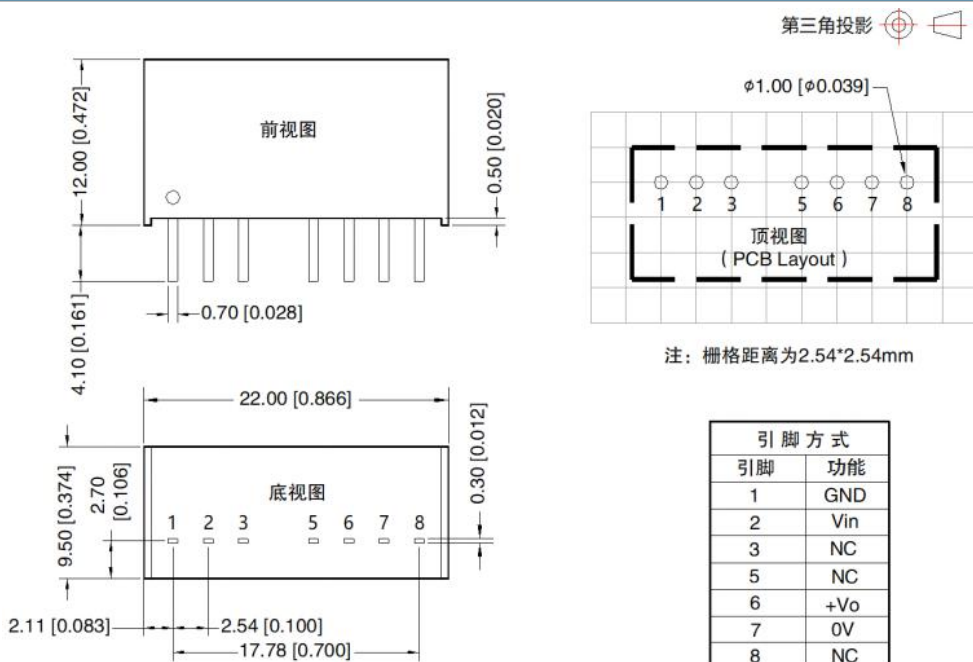 第三角投影
12.00 [0.472]
前视图
0.50 [0.020]
4.10 [0.161]
0.70 [0.028]
ϕ1.00 [ϕ0.039]
1 2 3 5 6 7 8
顶视图
( PCB Layout )
注：栅格距离为2.54*2.54mm
22.00 [0.866]
9.50 [0.374]
2.70
[0.106]
底视图
0.30 [0.012]
1 2 3 5 6 7 8
2.11 [0.083]
2.54 [0.100]
17.78 [0.700]
引脚方式
引脚 功能
1 GND
2 Vin
3 NC
5 NC
6 +Vo
7 0V
8 NC